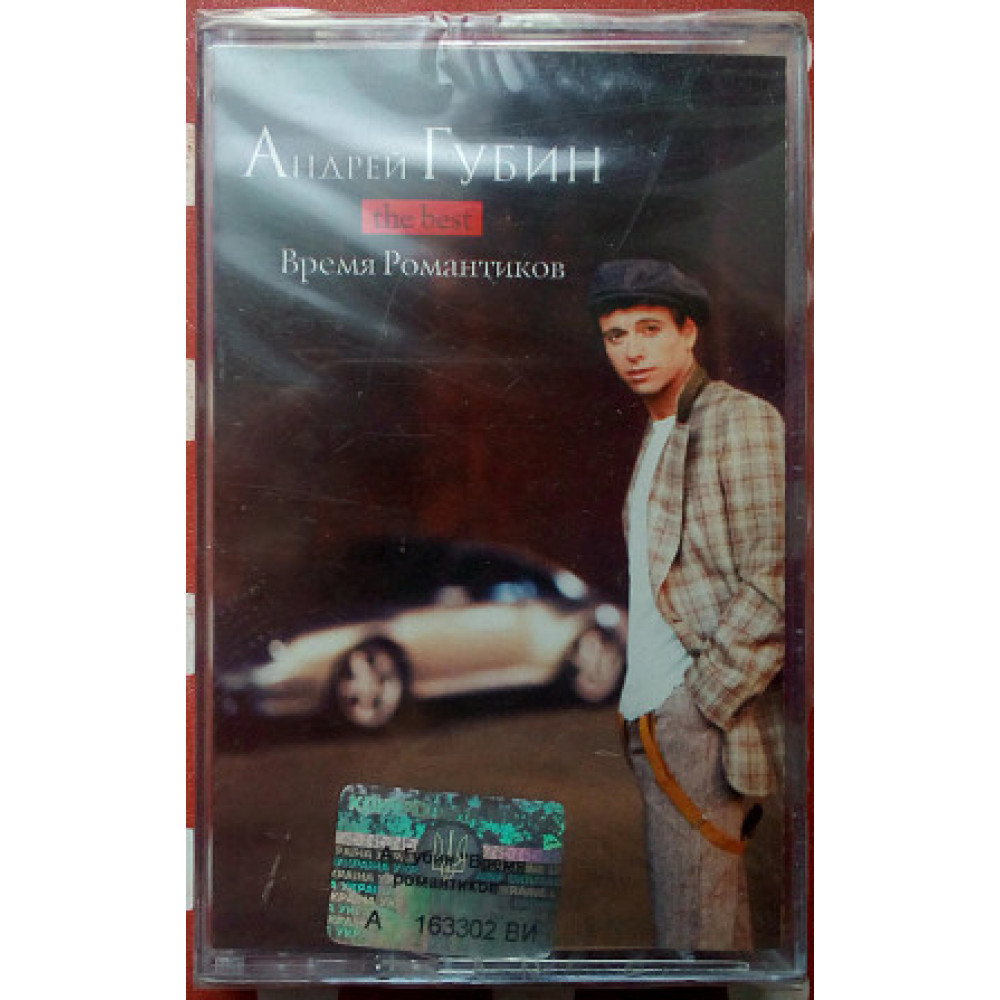 Андрей Губин
the best
Время Романтиков
А. Губин "Время
романтиков
А 163302 ВИ